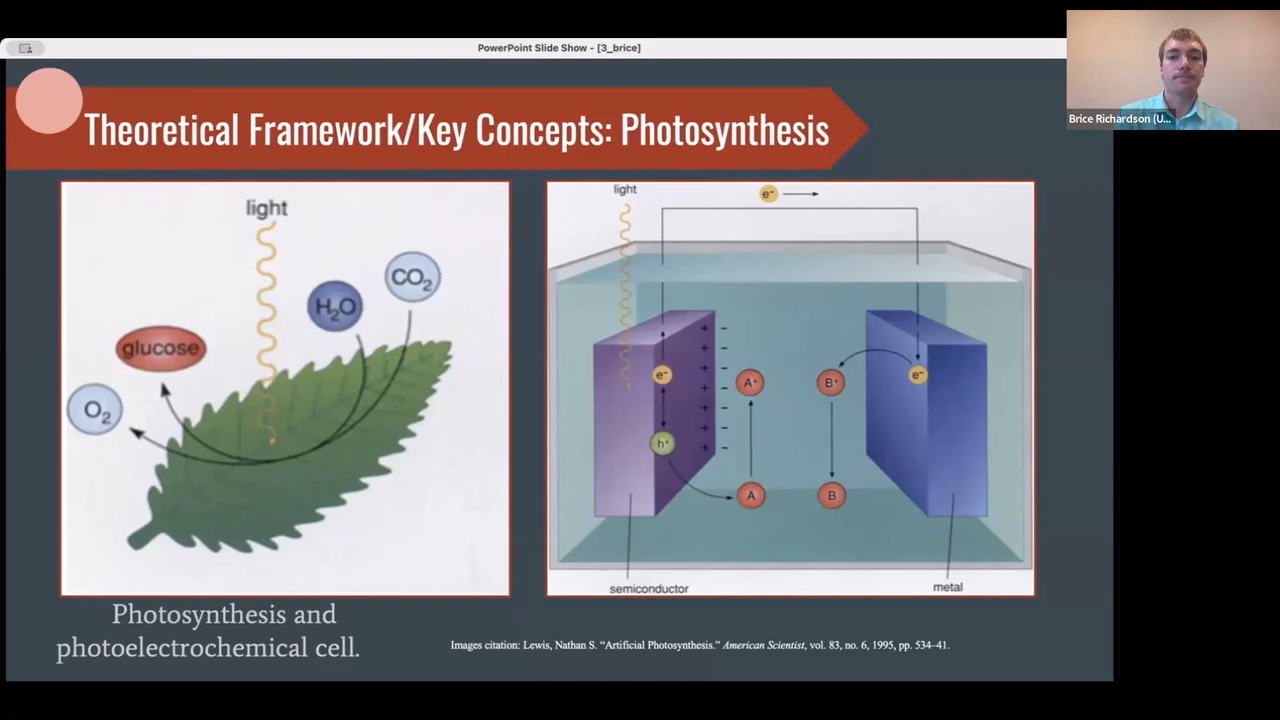 PowerPoint Slide Show - [3_brice]
Brice Richardson (U...
Theoretical Framework/Key Concepts: Photosynthesis
light
CO2
H2O
glucose
O2
light
e⁻
+ −
+ −
+ −
+ −
+ −
+ −
+ −
e⁻
A⁺
B⁺
e⁻
h⁺
A
B
semiconductor
metal
Photosynthesis and
photoelectrochemical cell.
Images citation: Lewis, Nathan S. “Artificial Photosynthesis.” American Scientist, vol. 83, no. 6, 1995, pp. 534–41.